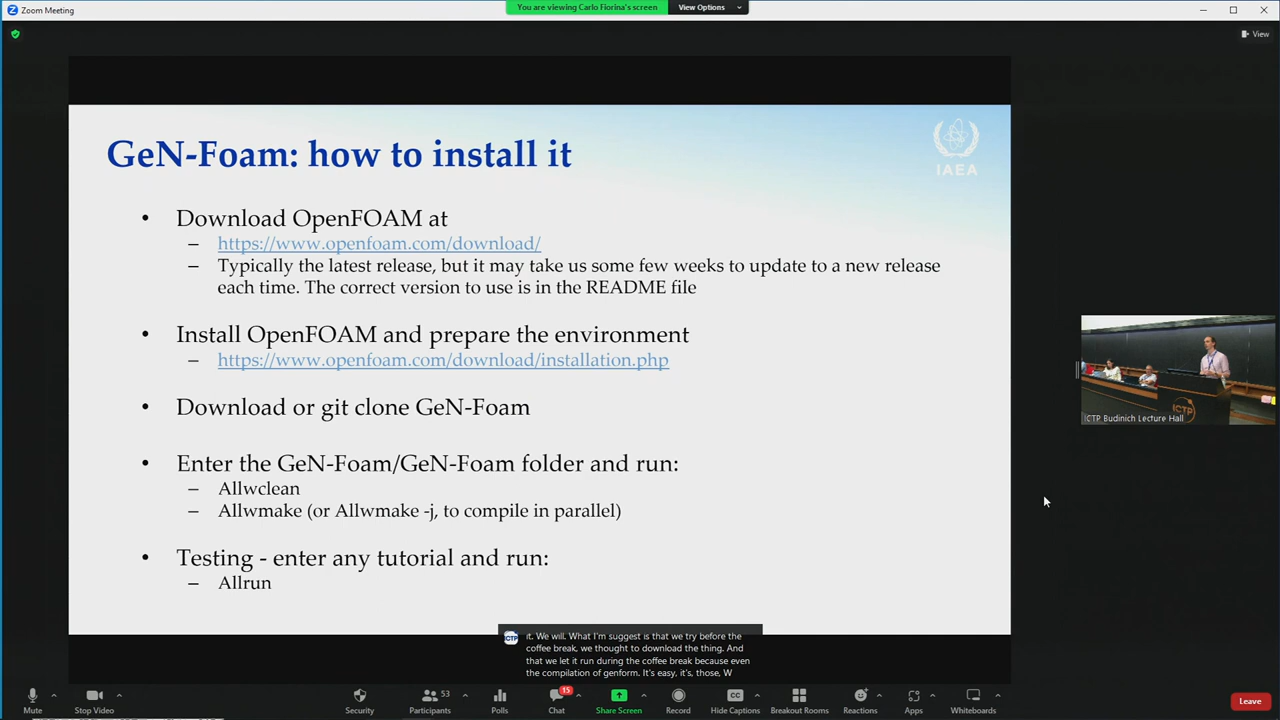 Zoom Meeting
You are viewing Carlo Fiorina's screen
View Options
View
GeN-Foam: how to install it
IAEA
• Download OpenFOAM at
– https://www.openfoam.com/download/
– Typically the latest release, but it may take us some few weeks to update to a new release
each time. The correct version to use is in the README file
• Install OpenFOAM and prepare the environment
– https://www.openfoam.com/download/installation.php
• Download or git clone GeN-Foam
• Enter the GeN-Foam/GeN-Foam folder and run:
– Allwclean
– Allwmake (or Allwmake -j, to compile in parallel)
• Testing - enter any tutorial and run:
– Allrun
ICTP
ICTP Budinich Lecture Hall
ICTP
it. We will. What I'm suggest is that we try before the
coffee break, we thought to download the thing. And
that we let it run during the coffee break because even
the compilation of genform. It's easy, it's, those, W
Mute
Stop Video
Security
Participants
53
Polls
Chat
15
Share Screen
Record
Hide Captions
Breakout Rooms
Reactions
Apps
Whiteboards
Leave